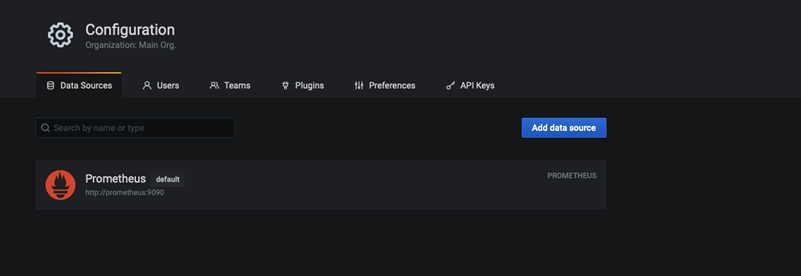 Configuration
Organization: Main Org.
Data Sources Users Teams Plugins Preferences API Keys
Search by name or type Add data source
Prometheus default PROMETHEUS
http://prometheus:9090